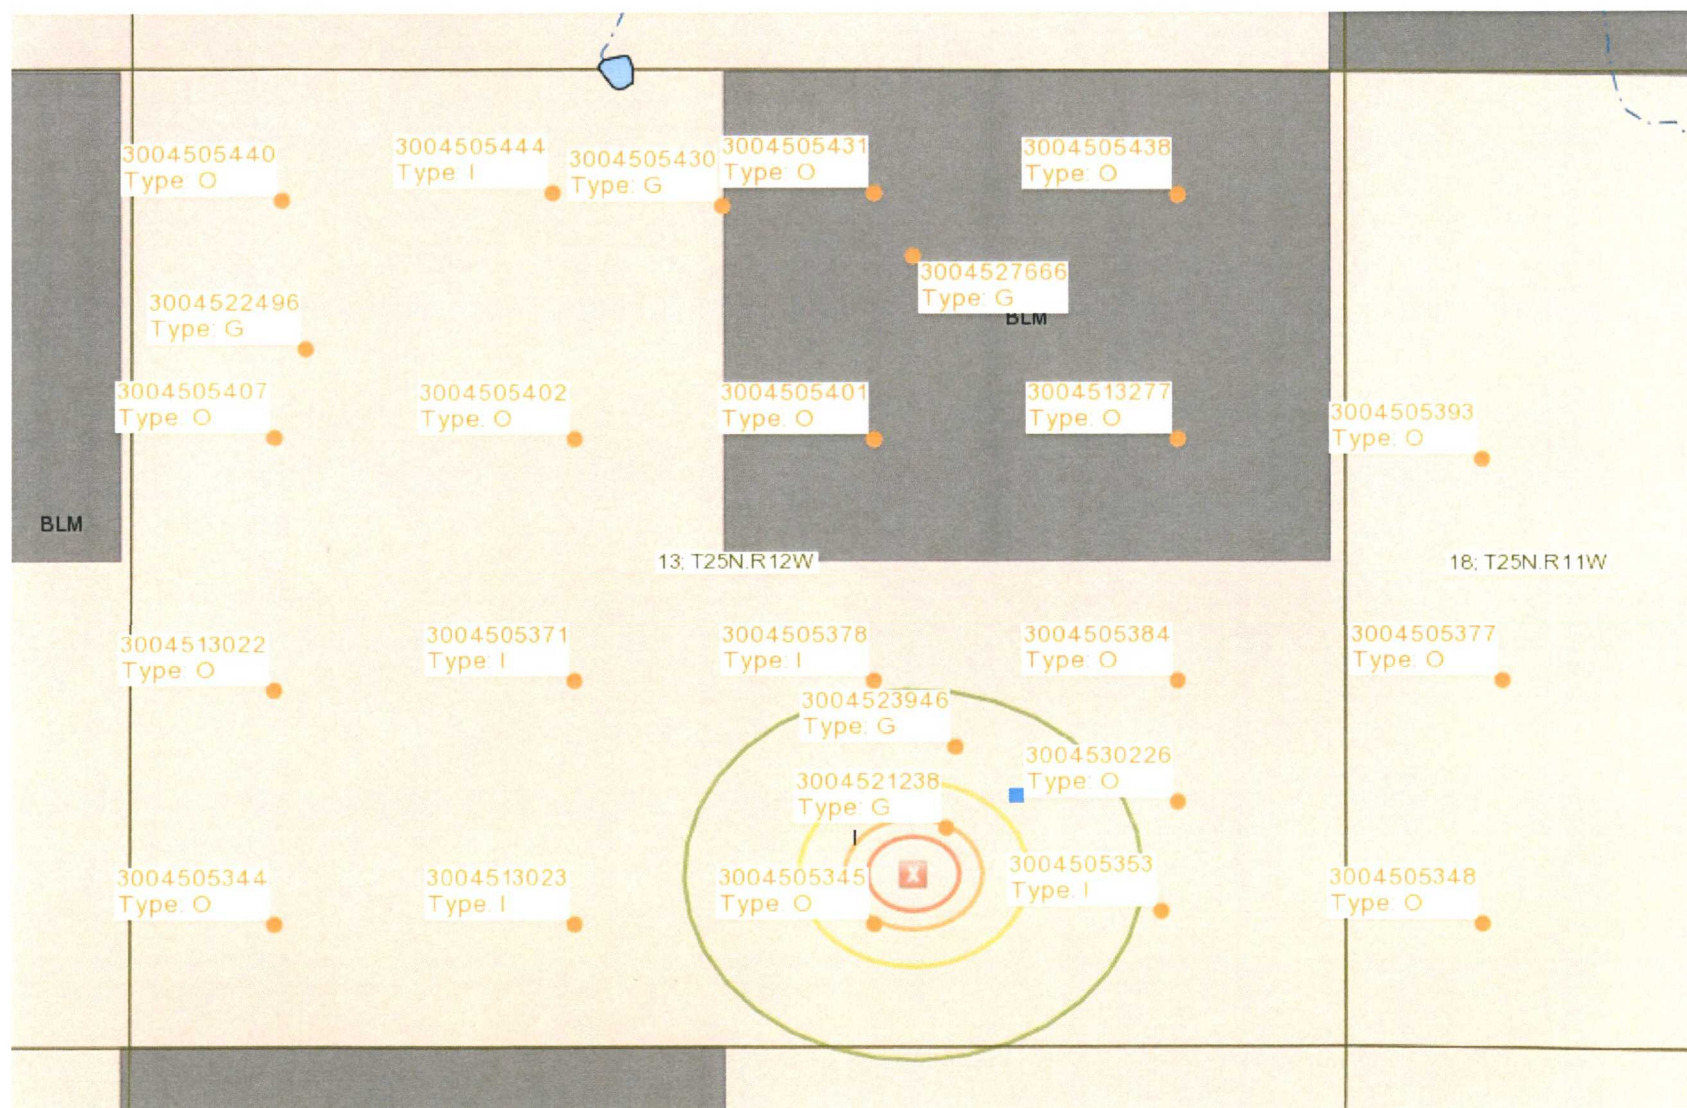 3004505440
Type: O
3004505444
Type: I
3004505430
Type: G
3004505431
Type: O
3004505438
Type: O
3004527666
Type: G
BLM
3004522496
Type: G
3004505407
Type: O
3004505402
Type. O
3004505401
Type: O
3004513277
Type: O
3004505393
Type: O
BLM
13; T25N.R12W
18; T25N.R11W
3004513022
Type: O
3004505371
Type: I
3004505378
Type: I
3004505384
Type: O
3004505377
Type: O
3004523946
Type: G
3004530226
Type: O
3004521238
Type: G
I
X
3004505344
Type: O
3004513023
Type: I
3004505345
Type: O
3004505353
Type: I
3004505348
Type: O